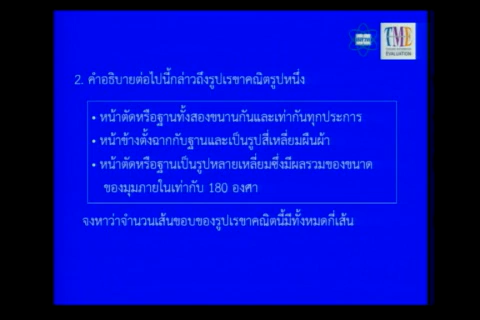 TME
EVALUATION
2. คำอธิบายต่อไปนี้กล่าวถึงรูปเรขาคณิตรูปหนึ่ง
• หน้าตัดหรือฐานทั้งสองขนานกันและเท่ากันทุกประการ
• หน้าข้างตั้งฉากกับฐานและเป็นรูปสี่เหลี่ยมผืนผ้า
• หน้าตัดหรือฐานเป็นรูปหลายเหลี่ยมซึ่งมีผลรวมของขนาด
ของมุมภายในเท่ากับ 180 องศา
จงหาว่าจำนวนเส้นขอบของรูปเรขาคณิตนี้มีทั้งหมดกี่เส้น